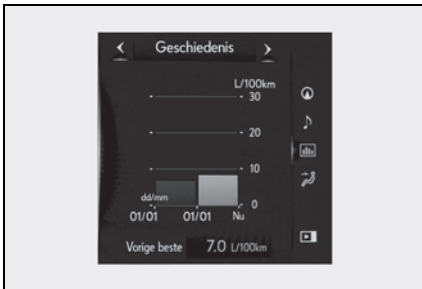 Geschiedenis
L/100km
30
20
10
0
dd/mm
01/01 01/01 Nu
Vorige beste 7.0 L/100km